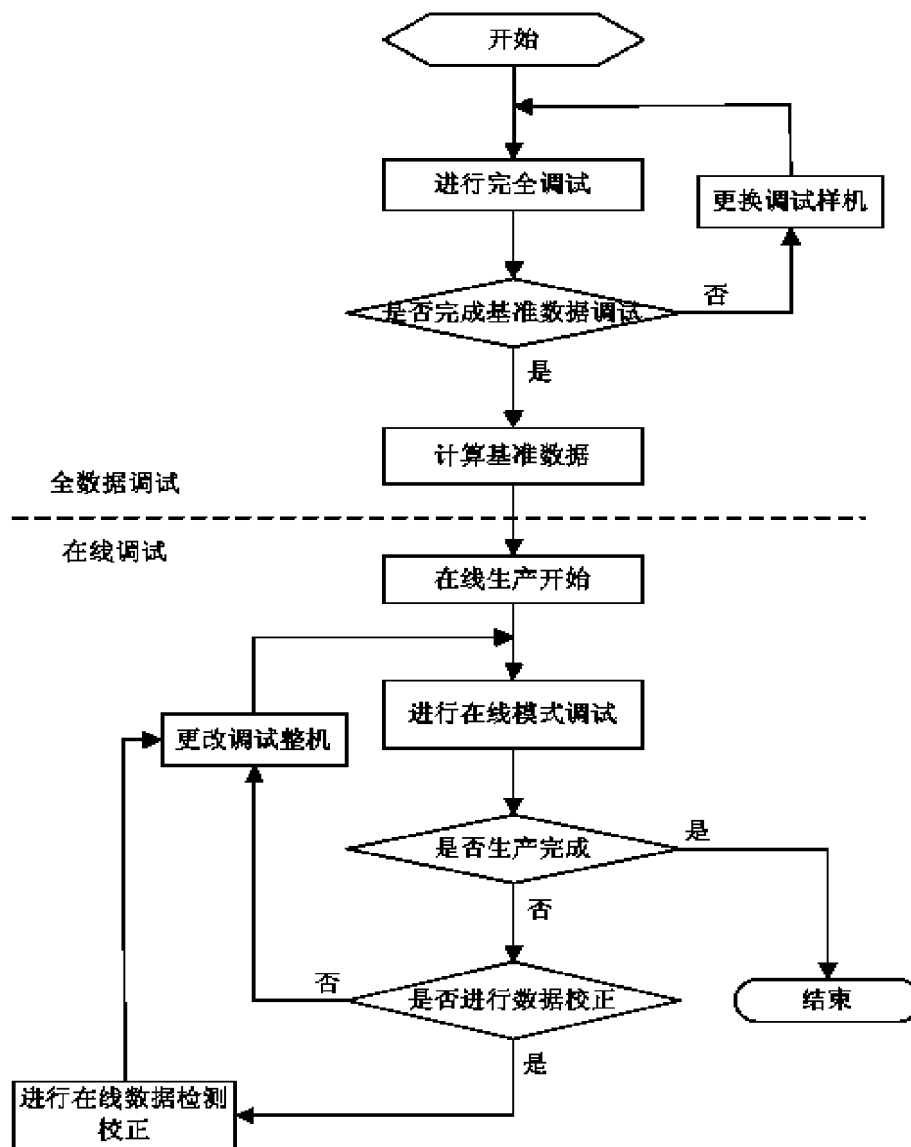 开始
进行完全调试
更换调试样机
是否完成基准数据调试
否
是
计算基准数据
全数据调试
在线调试
在线生产开始
进行在线模式调试
更改调试整机
是否生产完成
是
否
是否进行数据校正
否
结束
是
进行在线数据检测
校正